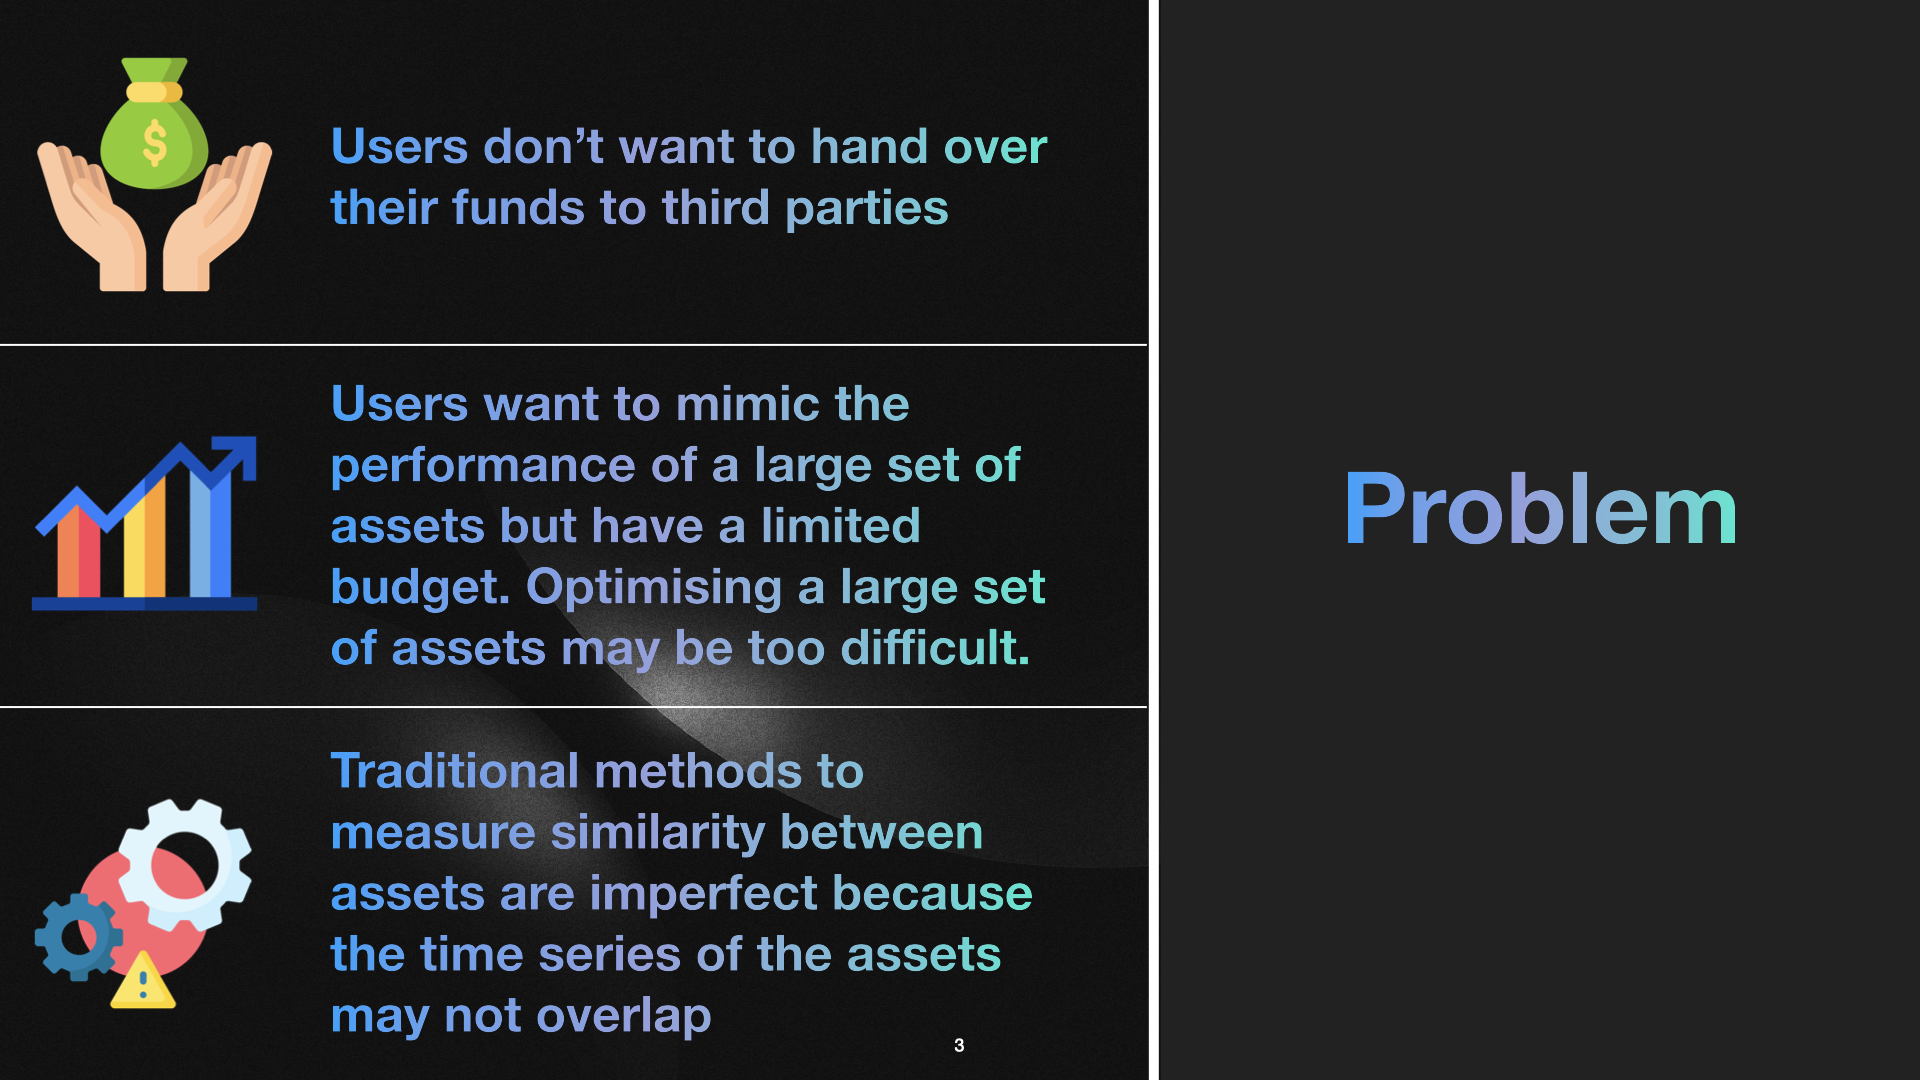 $
Users don’t want to hand over
their funds to third parties
Users want to mimic the
performance of a large set of
assets but have a limited
budget. Optimising a large set
of assets may be too difficult.
Traditional methods to
measure similarity between
assets are imperfect because
the time series of the assets
may not overlap
!
3
Problem